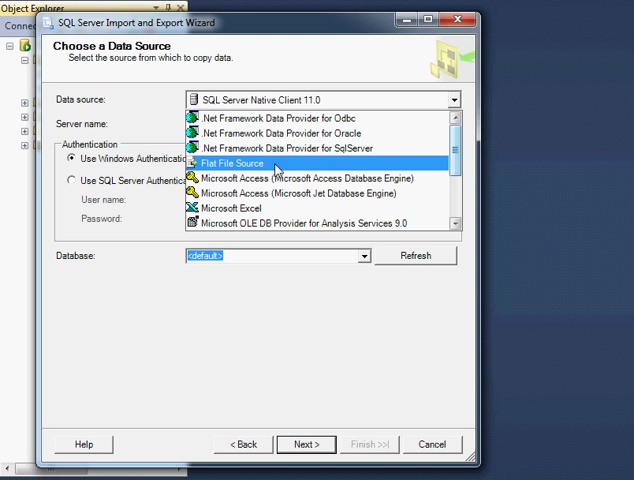 Object Explorer
Connec
SQL Server Import and Export Wizard
Choose a Data Source
Select the source from which to copy data.
Data source:
SQL Server Native Client 11.0
.Net Framework Data Provider for Odbc
Server name:
.Net Framework Data Provider for Oracle
Authentication
.Net Framework Data Provider for SqlServer
Use Windows Authenticatio
Flat File Source
Use SQL Server Authentica
Microsoft Access (Microsoft Access Database Engine)
User name:
Microsoft Access (Microsoft Jet Database Engine)
Microsoft Excel
Password:
Microsoft OLE DB Provider for Analysis Services 9.0
Database:
<default>
Refresh
Help
< Back
Next >
Finish >>|
Cancel